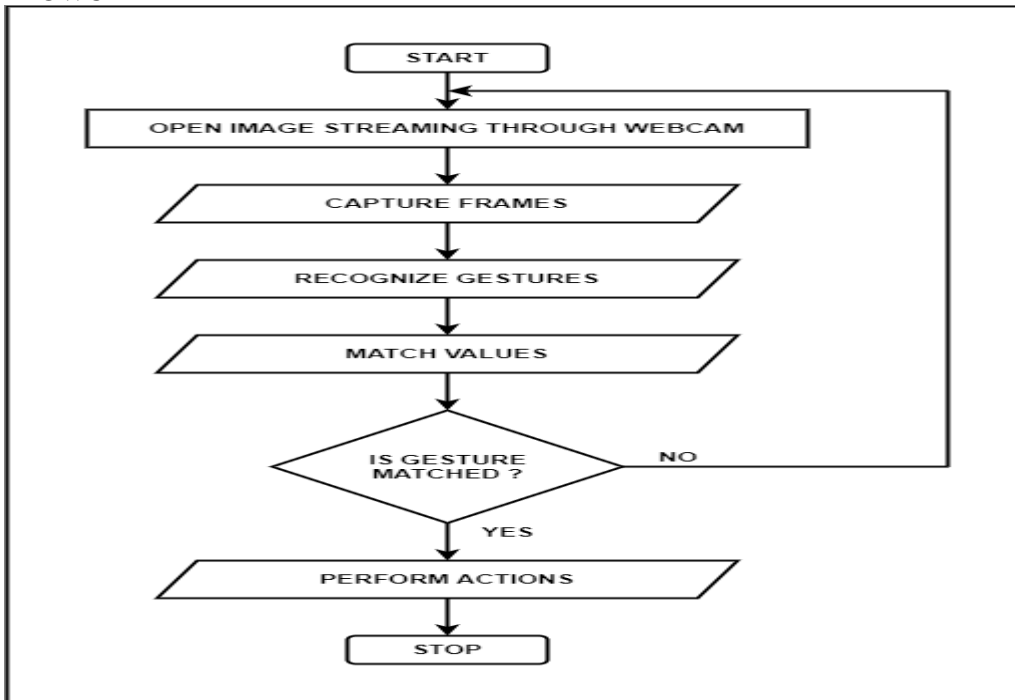 START
OPEN IMAGE STREAMING THROUGH WEBCAM
CAPTURE FRAMES
RECOGNIZE GESTURES
MATCH VALUES
IS GESTURE
MATCHED ?
NO
YES
PERFORM ACTIONS
STOP